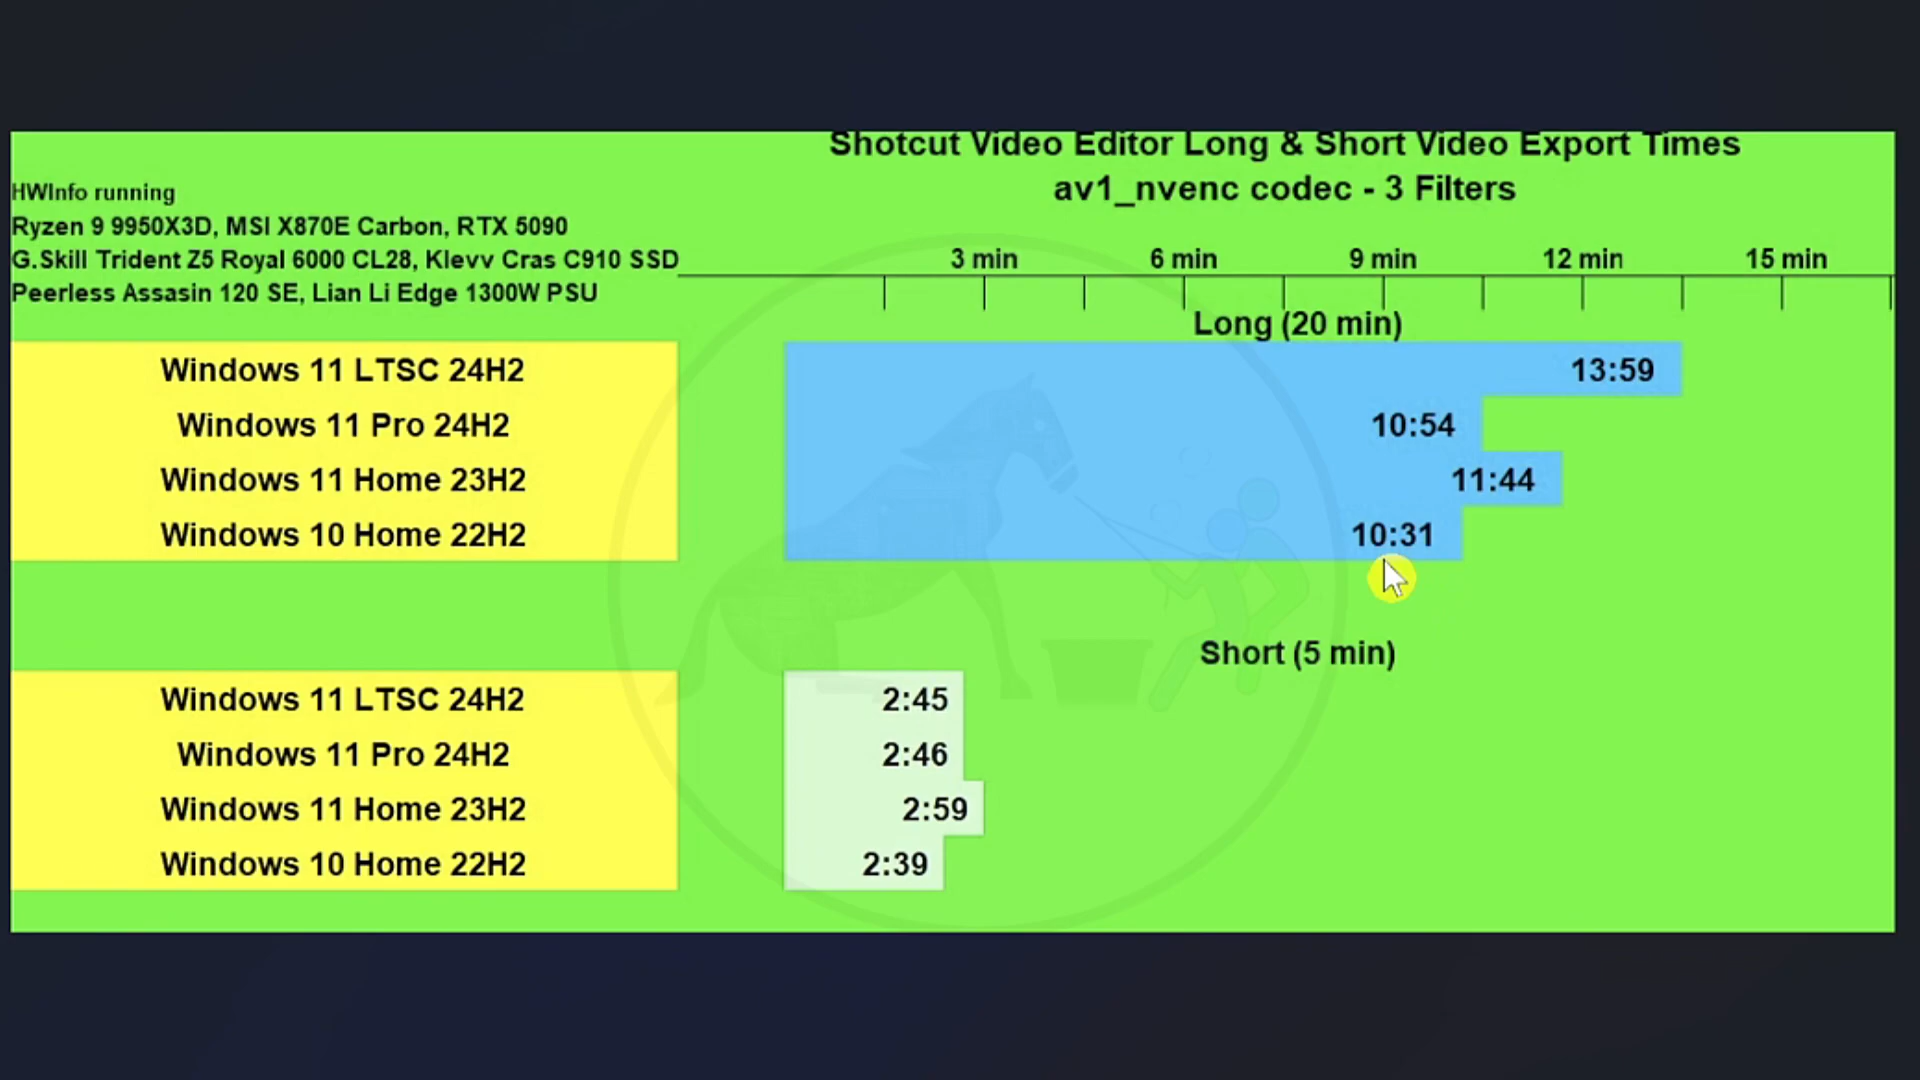 Shotcut Video Editor Long & Short Video Export Times
av1_nvenc codec - 3 Filters
HWInfo running
Ryzen 9 9950X3D, MSI X870E Carbon, RTX 5090
G.Skill Trident Z5 Royal 6000 CL28, Klevv Cras C910 SSD
Peerless Assasin 120 SE, Lian Li Edge 1300W PSU
3 min 6 min 9 min 12 min 15 min
Long (20 min)
Windows 11 LTSC 24H2 13:59
Windows 11 Pro 24H2 10:54
Windows 11 Home 23H2 11:44
Windows 10 Home 22H2 10:31
Short (5 min)
Windows 11 LTSC 24H2 2:45
Windows 11 Pro 24H2 2:46
Windows 11 Home 23H2 2:59
Windows 10 Home 22H2 2:39